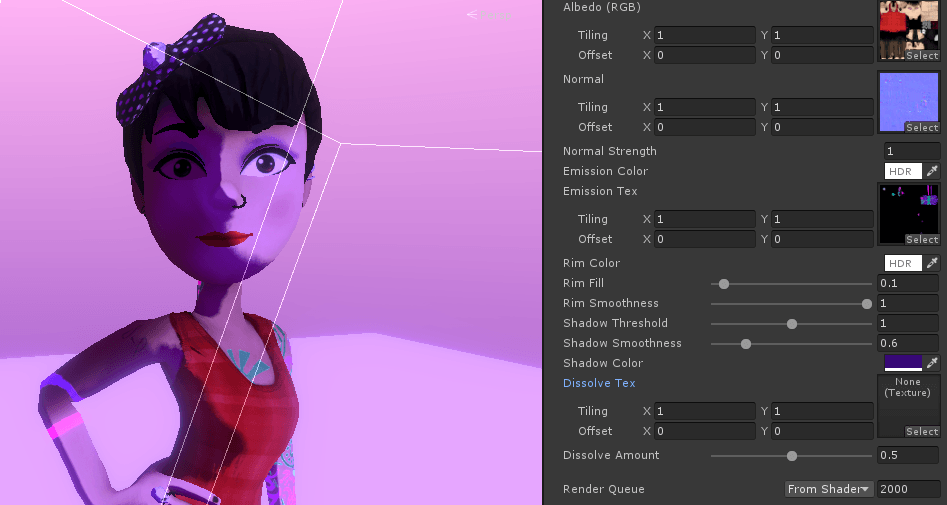 Albedo (RGB)
Tiling X 1 Y 1
Offset X 0 Y 0
Select
Normal
Tiling X 1 Y 1
Offset X 0 Y 0
Select
Normal Strength 1
Emission Color HDR
Emission Tex
Tiling X 1 Y 1
Offset X 0 Y 0
Select
Rim Color HDR
Rim Fill 0.1
Rim Smoothness 1
Shadow Threshold 1
Shadow Smoothness 0.6
Shadow Color
Dissolve Tex None
(Texture)
Tiling X 1 Y 1
Offset X 0 Y 0
Select
Dissolve Amount 0.5
Render Queue From Shader 2000